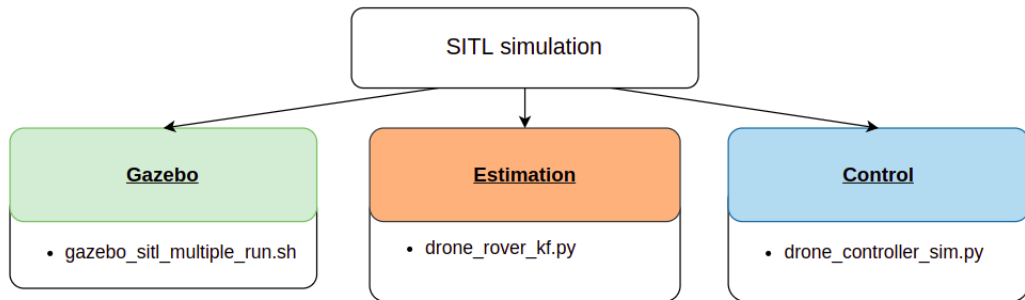 SITL simulation
Gazebo
Estimation
Control
• gazebo_sitl_multiple_run.sh
• drone_rover_kf.py
• drone_controller_sim.py